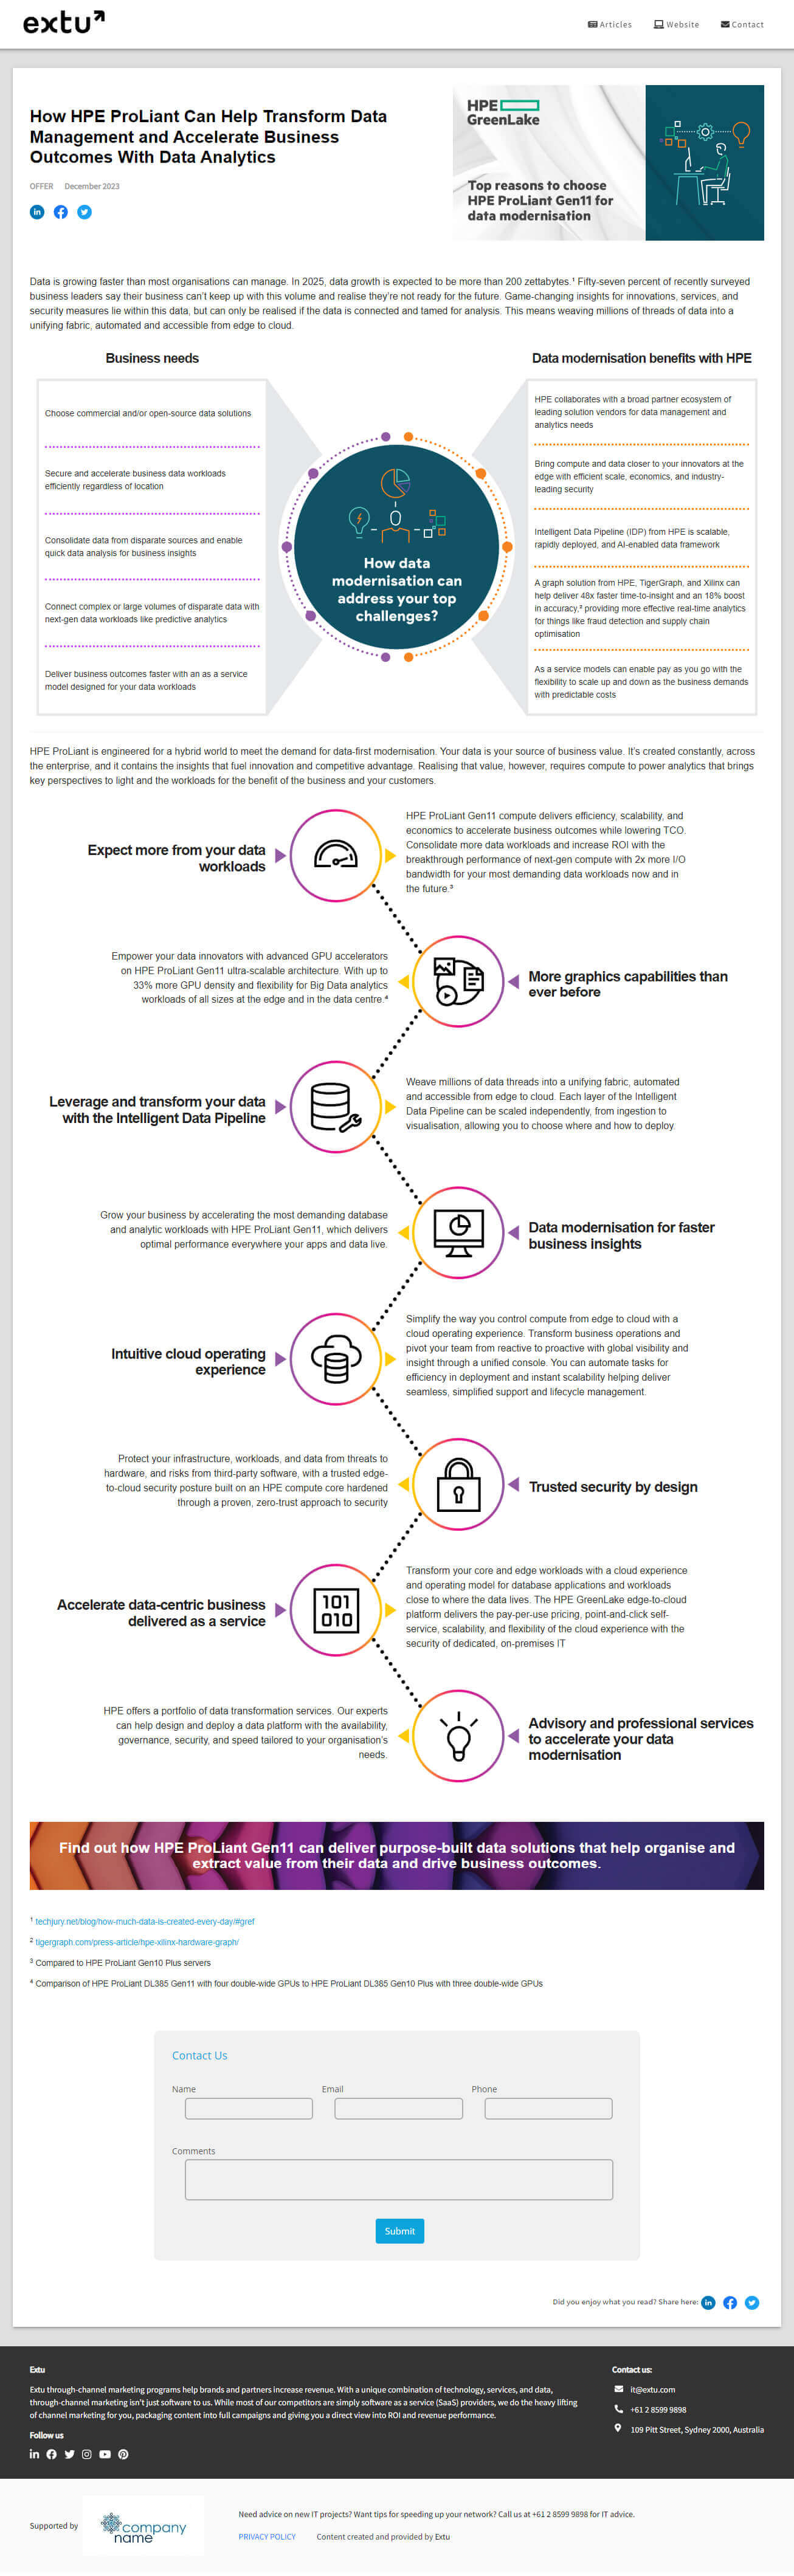 extu
Articles
Website
Contact
How HPE ProLiant Can Help Transform Data
Management and Accelerate Business
Outcomes With Data Analytics
OFFER December 2023
HPE
GreenLake
Top reasons to choose
HPE ProLiant Gen11 for
data modernisation
Data is growing faster than most organisations can manage. In 2025, data growth is expected to be more than 200 zettabytes.¹ Fifty-seven percent of recently surveyed
business leaders say their business can't keep up with this volume and realise they're not ready for the future. Game-changing insights for innovations, services, and
security measures lie within this data, but can only be realised if the data is connected and tamed for analysis. This means weaving millions of threads of data into a
unifying fabric, automated and accessible from edge to cloud.
Business needs
Choose commercial and/or open-source data solutions
Secure and accelerate business data workloads
efficiently regardless of location
Consolidate data from disparate sources and enable
quick data analysis for business insights
Connect complex or large volumes of disparate data with
next-gen data workloads like predictive analytics
Deliver business outcomes faster with an as a service
model designed for your data workloads
How data
modernisation can
address your top
challenges?
Data modernisation benefits with HPE
HPE collaborates with a broad partner ecosystem of
leading solution vendors for data management and
analytics needs
Bring compute and data closer to your innovators at the
edge with efficient scale, economics, and industry-
leading security
Intelligent Data Pipeline (IDP) from HPE is scalable,
rapidly deployed, and AI-enabled data framework
A graph solution from HPE, TigerGraph, and Xilinx can
help deliver 48x faster time-to-insight and an 18% boost
in accuracy,² providing more effective real-time analytics
for things like fraud detection and supply chain
optimisation
As a service models can enable pay as you go with the
flexibility to scale up and down as the business demands
with predictable costs
HPE ProLiant is engineered for a hybrid world to meet the demand for data-first modernisation. Your data is your source of business value. It's created constantly, across
the enterprise, and it contains the insights that fuel innovation and competitive advantage. Realising that value, however, requires compute to power analytics that brings
key perspectives to light and the workloads for the benefit of the business and your customers.
Expect more from your data
workloads
HPE ProLiant Gen11 compute delivers efficiency, scalability, and
economics to accelerate business outcomes while lowering TCO.
Consolidate more data workloads and increase ROI with the
breakthrough performance of next-gen compute with 2x more I/O
bandwidth for your most demanding data workloads now and in
the future.³
Empower your data innovators with advanced GPU accelerators
on HPE ProLiant Gen11 ultra-scalable architecture. With up to
33% more GPU density and flexibility for Big Data analytics
workloads of all sizes at the edge and in the data centre.⁴
More graphics capabilities than
ever before
Leverage and transform your data
with the Intelligent Data Pipeline
Weave millions of data threads into a unifying fabric, automated
and accessible from edge to cloud. Each layer of the Intelligent
Data Pipeline can be scaled independently, from ingestion to
visualisation, allowing you to choose where and how to deploy.
Grow your business by accelerating the most demanding database
and analytic workloads with HPE ProLiant Gen11, which delivers
optimal performance everywhere your apps and data live.
Data modernisation for faster
business insights
Intuitive cloud operating
experience
Simplify the way you control compute from edge to cloud with a
cloud operating experience. Transform business operations and
pivot your team from reactive to proactive with global visibility and
insight through a unified console. You can automate tasks for
efficiency in deployment and instant scalability helping deliver
seamless, simplified support and lifecycle management.
Protect your infrastructure, workloads, and data from threats to
hardware, and risks from third-party software, with a trusted edge-
to-cloud security posture built on an HPE compute core hardened
through a proven, zero-trust approach to security
Trusted security by design
Accelerate data-centric business
delivered as a service
101
010
Transform your core and edge workloads with a cloud experience
and operating model for database applications and workloads
close to where the data lives. The HPE GreenLake edge-to-cloud
platform delivers the pay-per-use pricing, point-and-click self-
service, scalability, and flexibility of the cloud experience with the
security of dedicated, on-premises IT
HPE offers a portfolio of data transformation services. Our experts
can help design and deploy a data platform with the availability,
governance, security, and speed tailored to your organisation's
needs.
Advisory and professional services
to accelerate your data
modernisation
Find out how HPE ProLiant Gen11 can deliver purpose-built data solutions that help organise and
extract value from their data and drive business outcomes.
¹ techjury.net/blog/how-much-data-is-created-every-day/#gref
² tigergraph.com/press-article/hpe-xilinx-hardware-graph/
³ Compared to HPE ProLiant Gen10 Plus servers
⁴ Comparison of HPE ProLiant DL385 Gen11 with four double-wide GPUs to HPE ProLiant DL385 Gen10 Plus with three double-wide GPUs
Contact Us
Name Email Phone
Comments
Submit
Did you enjoy what you read? Share here:
Extu
Extu through-channel marketing programs help brands and partners increase revenue. With a unique combination of technology, services, and data,
through-channel marketing isn't just software to us. While most of our competitors are simply software as a service (SaaS) providers, we do the heavy lifting
of channel marketing for you, packaging content into full campaigns and giving you a direct view into ROI and revenue performance.
Follow us
Contact us:
it@extu.com
+61 2 8599 9898
109 Pitt Street, Sydney 2000, Australia
Supported by
company
name
Need advice on new IT projects? Want tips for speeding up your network? Call us at +61 2 8599 9898 for IT advice.
PRIVACY POLICY Content created and provided by Extu